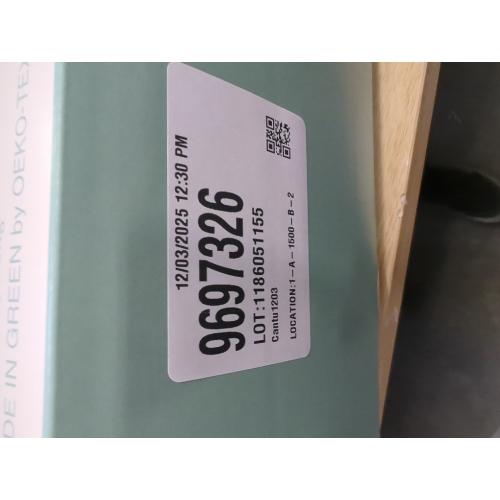 12/03/2025 12:30 PM
9697326
LOT:1186051155
Cantu1203
LOCATION:1-A-1500-B-2
DE IN GREEN by OEKO-TEX